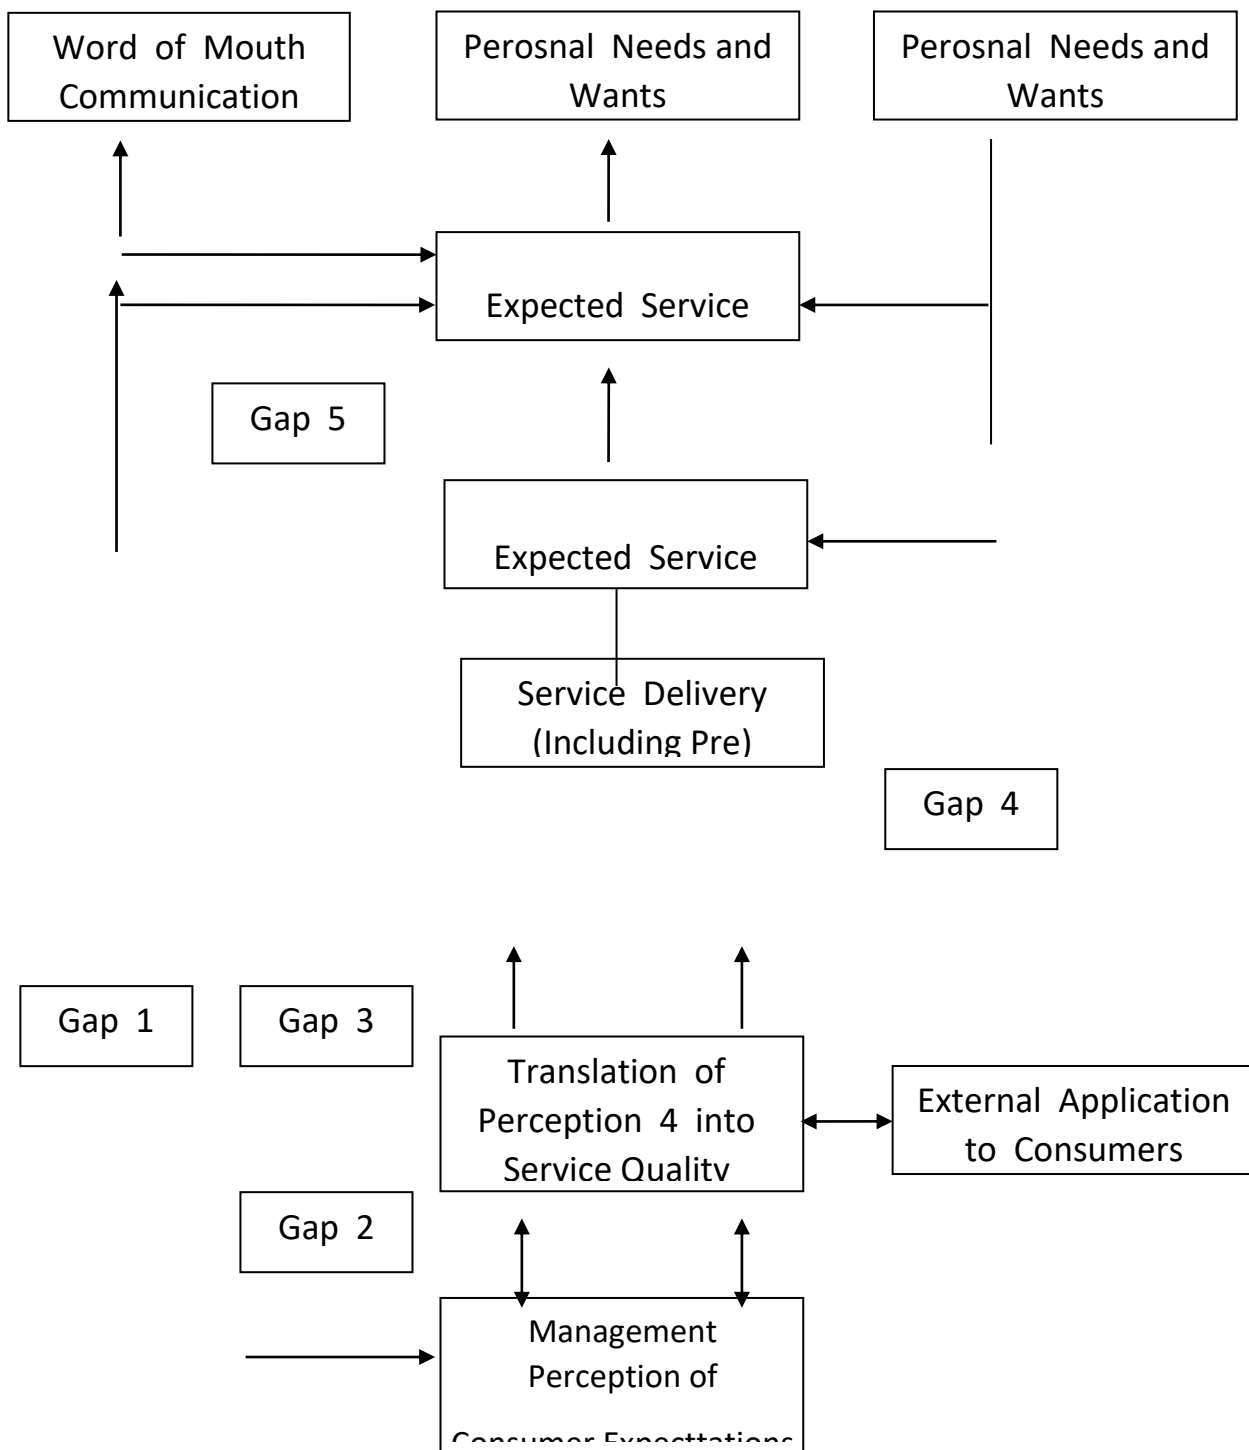 Word of Mouth
Communication
Perosnal Needs and
Wants
Perosnal Needs and
Wants
Expected Service
Gap 5
Expected Service
Service Delivery
(Including Pre)
Gap 4
Gap 1
Gap 3
Translation of
Perception 4 into
Service Quality
External Application
to Consumers
Gap 2
Management
Perception of
Consumer Expecttations